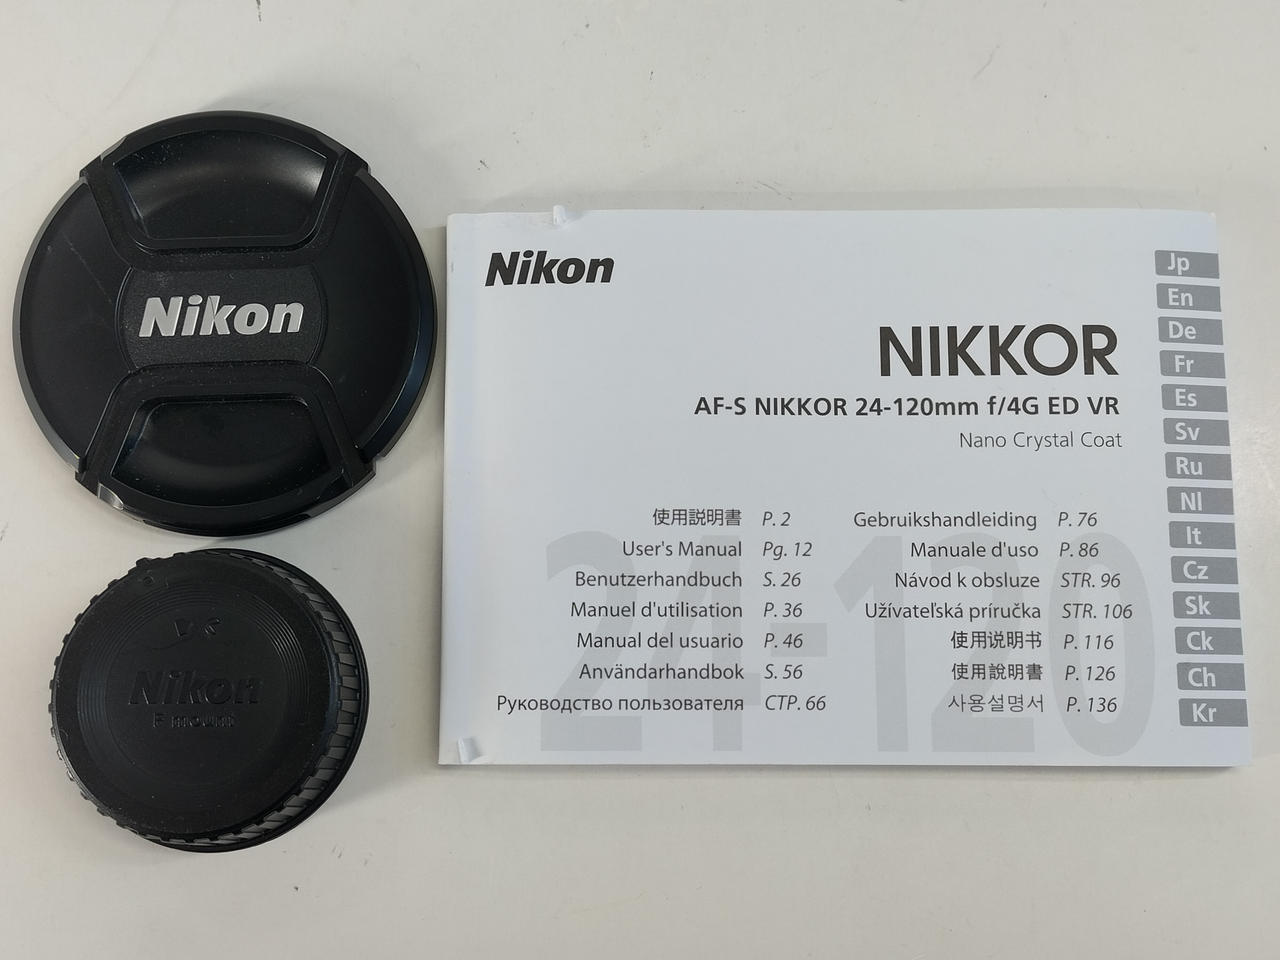 Nikon
Nikon
F mount
Nikon
NIKKOR
AF-S NIKKOR 24-120mm f/4G ED VR
Nano Crystal Coat
24-120
使用説明書 P. 2
User's Manual Pg. 12
Benutzerhandbuch S. 26
Manuel d'utilisation P. 36
Manual del usuario P. 46
Användarhandbok S. 56
Руководство пользователя СТР. 66
Gebruikshandleiding P. 76
Manuale d'uso P. 86
Návod k obsluze STR. 96
Užívateľská príručka STR. 106
使用说明书 P. 116
使用說明書 P. 126
사용설명서 P. 136
Jp
En
De
Fr
Es
Sv
Ru
Nl
It
Cz
Sk
Ck
Ch
Kr